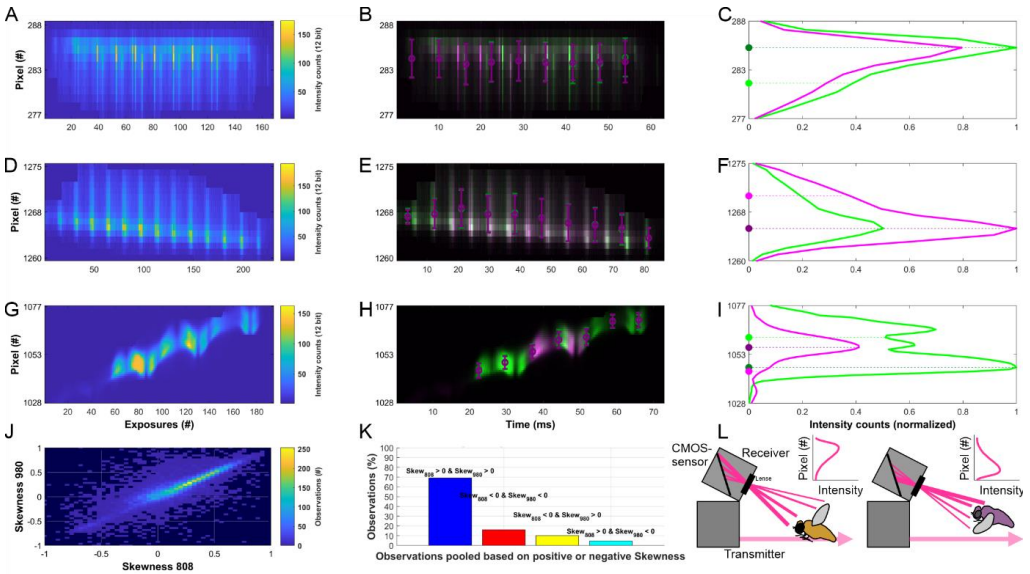 A
288
283
277
Pixel (#)
20 40 60 80 100 120 140 160
150
100
50
Intensity counts (12 bit)
B
288
283
277
10 20 30 40 50 60
C
288
283
277
0 0.2 0.4 0.6 0.8 1
D
1275
1268
1260
Pixel (#)
50 100 150 200
150
100
50
Intensity counts (12 bit)
E
1275
1268
1260
10 20 30 40 50 60 70 80
F
1275
1268
1260
0 0.2 0.4 0.6 0.8 1
G
1077
1053
1028
Pixel (#)
20 40 60 80 100 120 140 160 180
Exposures (#)
150
100
50
Intensity counts (12 bit)
H
1077
1053
1028
10 20 30 40 50 60 70
Time (ms)
I
1077
1053
1028
0 0.2 0.4 0.6 0.8 1
Intensity counts (normalized)
J
1
0.5
0
-0.5
-1
Skewness 980
-1 -0.5 0 0.5 1
Skewness 808
250
200
150
100
50
0
Observations (#)
K
100
90
80
70
60
50
40
30
20
10
0
Observations (%)
Skew808 > 0 & Skew980 > 0
Skew808 < 0 & Skew980 < 0
Skew808 < 0 & Skew980 > 0
Skew808 > 0 & Skew980 < 0
Observations pooled based on positive or negative Skewness
L
CMOS-
sensor
Receiver
Lense
Transmitter
Pixel (#)
Intensity
Pixel (#)
Intensity